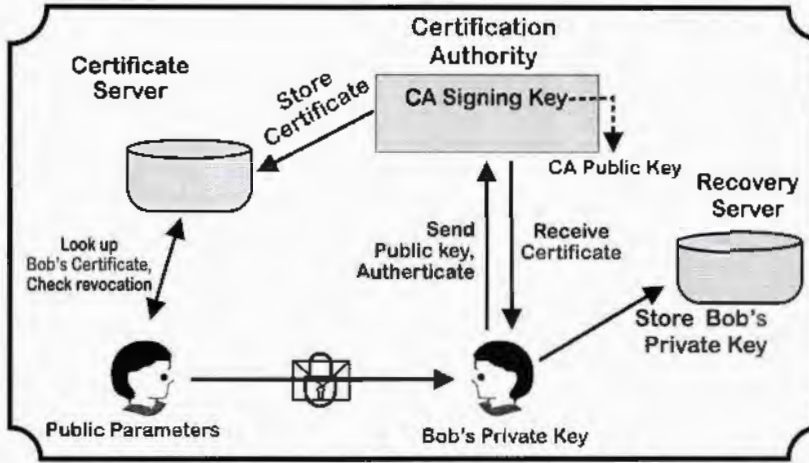 Certification
Authority
Certificate
Server
Store
Certificate
CA Signing Key
CA Public Key
Recovery
Server
Look up
Bob's Certificate,
Check revocation
Send
Public key,
Autherticate
Receive
Certificate
Store Bob's
Private Key
Public Parameters
Bob's Private Key